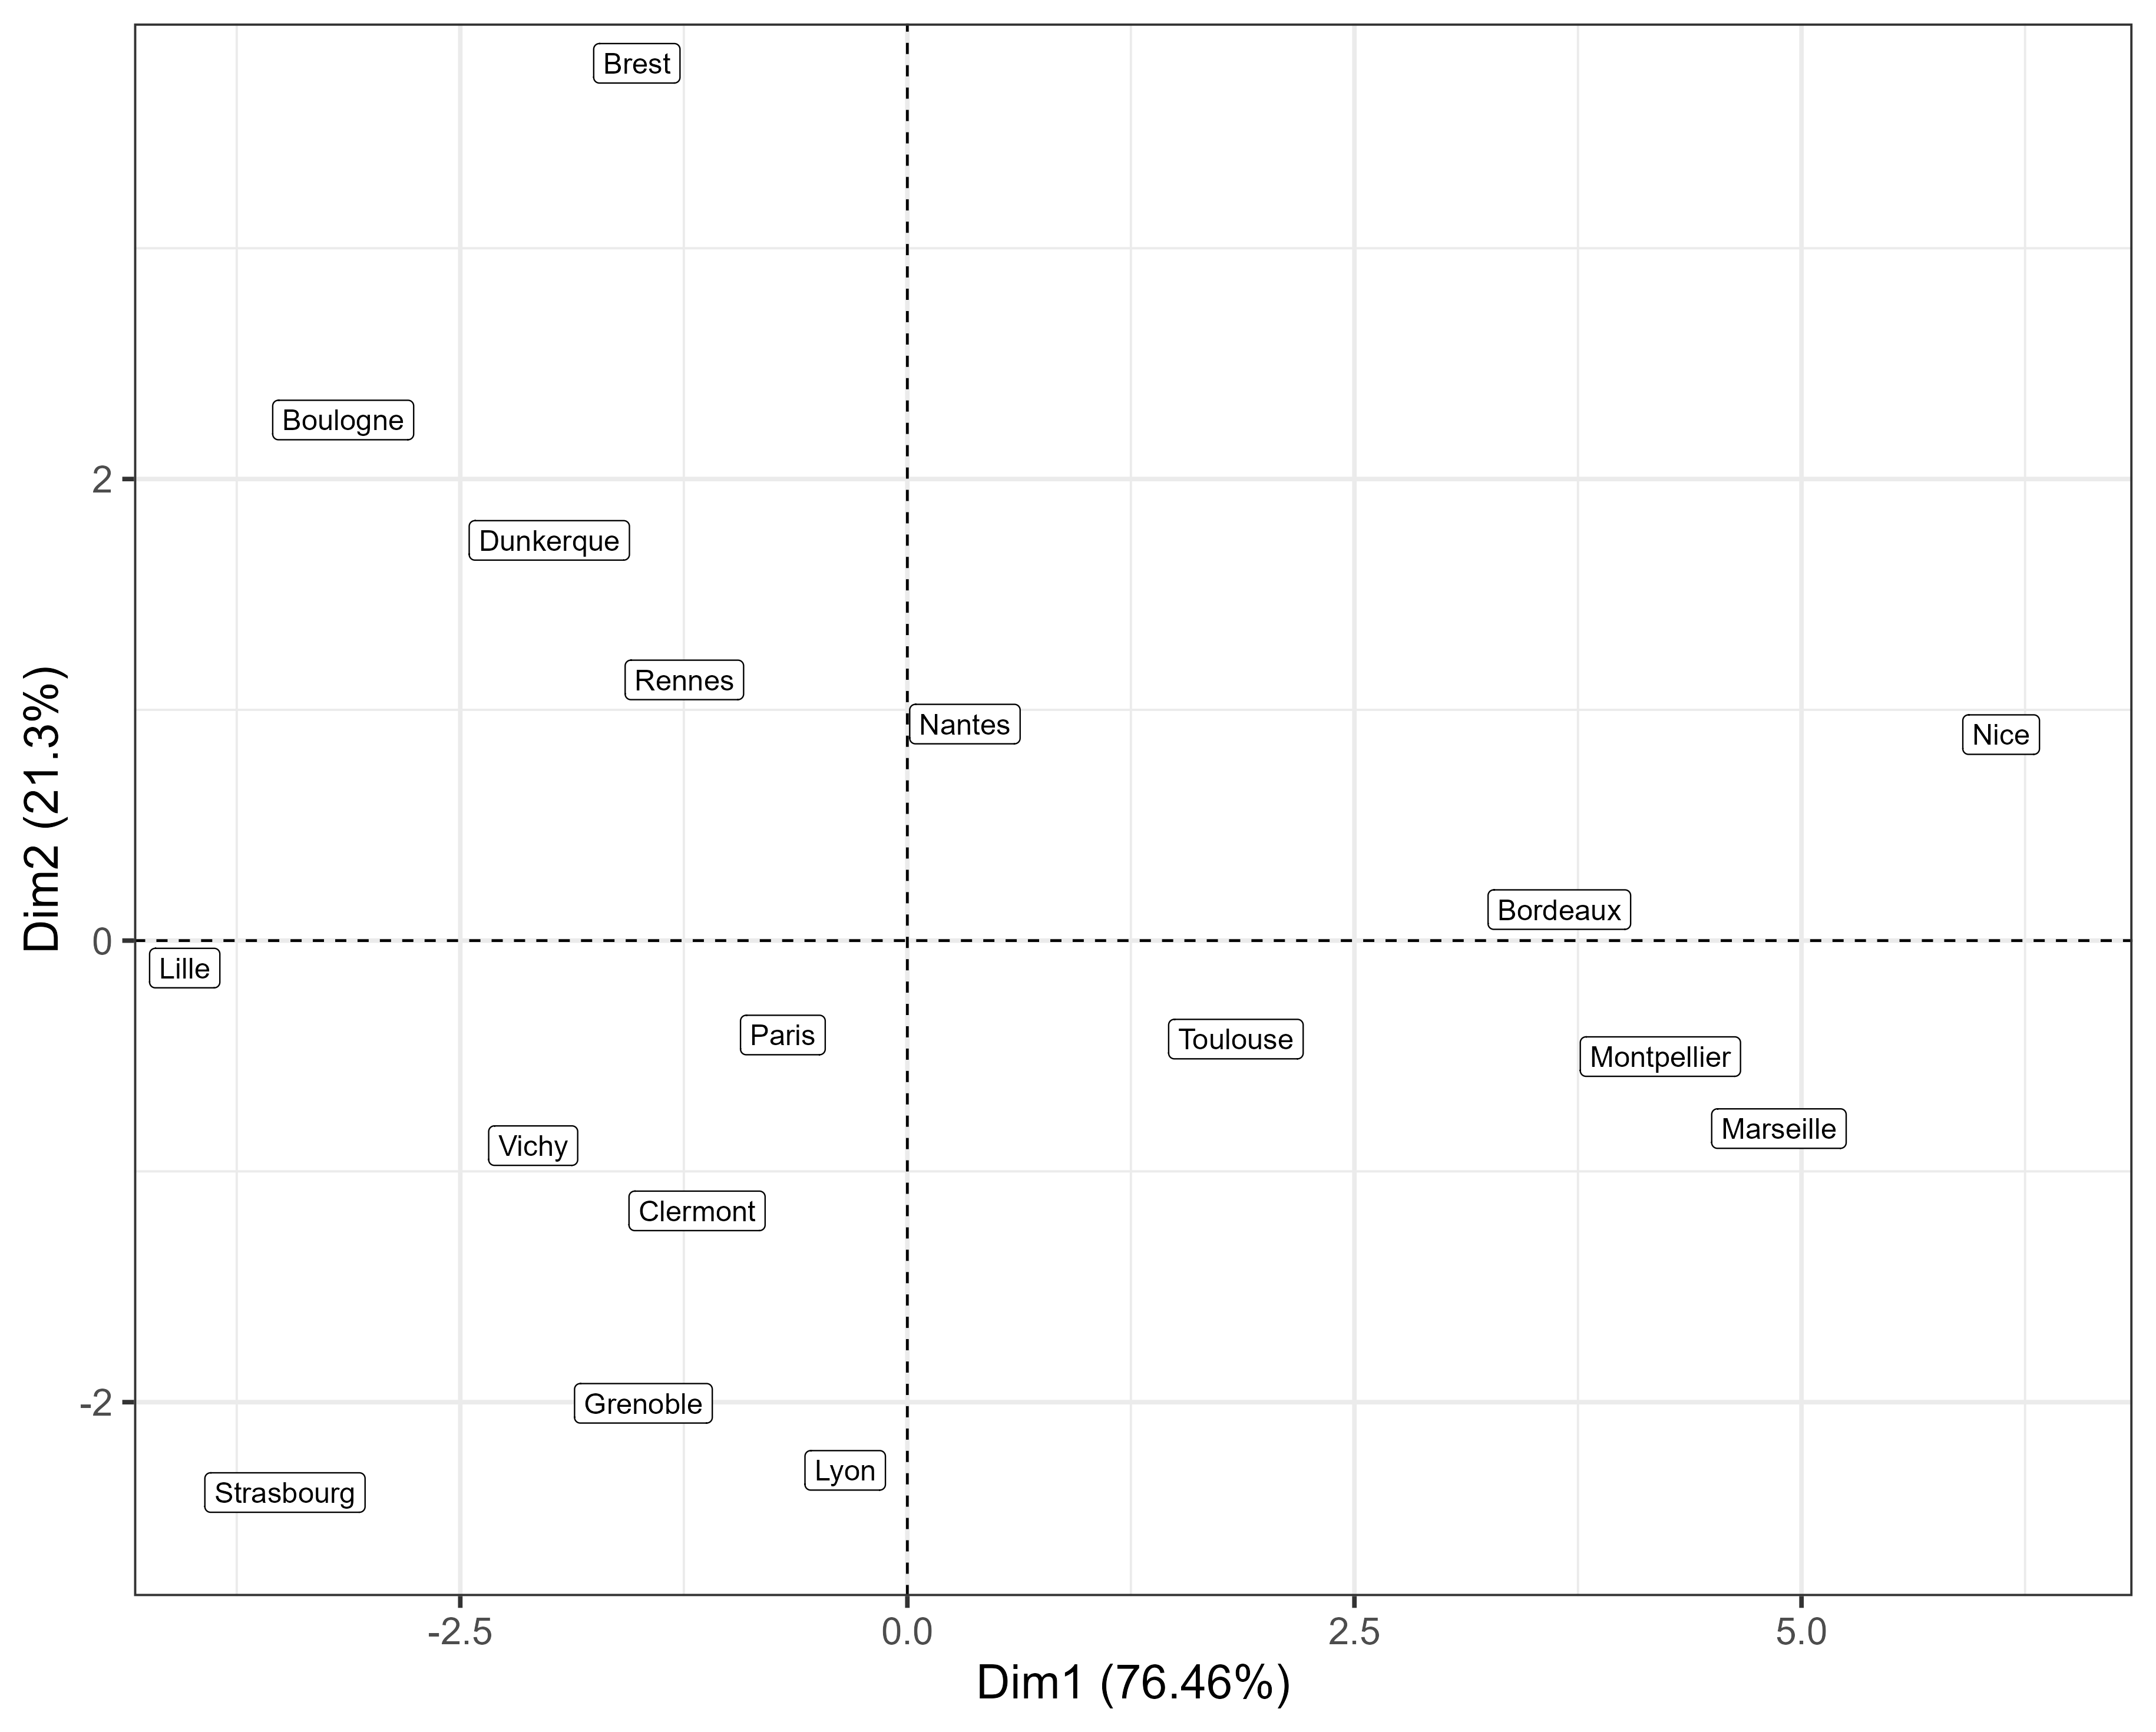 Brest
Boulogne
2
Dunkerque
Rennes
Nantes
Nice
Bordeaux
0
Lille
Paris
Toulouse
Montpellier
Marseille
Vichy
Clermont
-2
Grenoble
Lyon
Strasbourg
Dim2 (21.3%)
-2.5 0.0 2.5 5.0
Dim1 (76.46%)